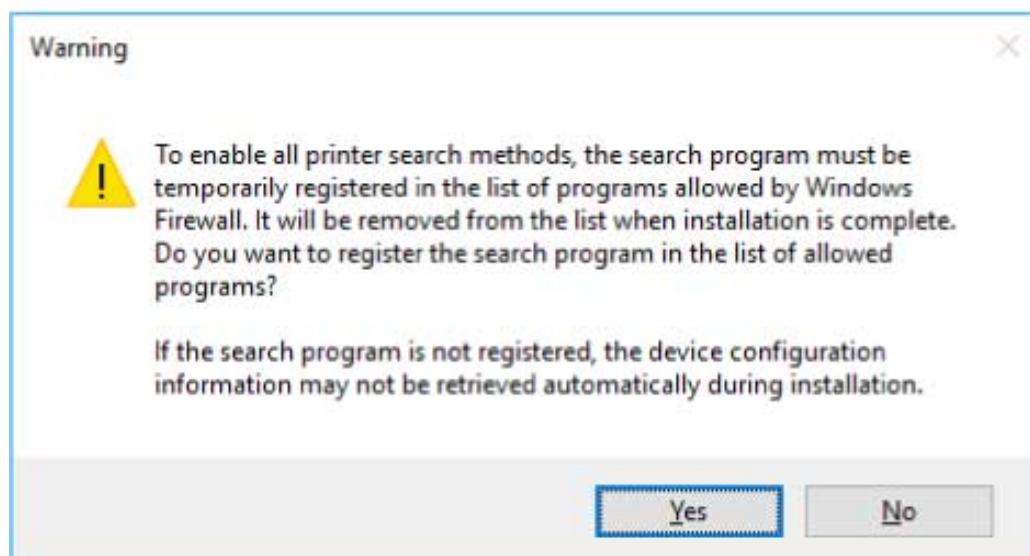 Warning
To enable all printer search methods, the search program must be
temporarily registered in the list of programs allowed by Windows
Firewall. It will be removed from the list when installation is complete.
Do you want to register the search program in the list of allowed
programs?
If the search program is not registered, the device configuration
information may not be retrieved automatically during installation.
Yes
No